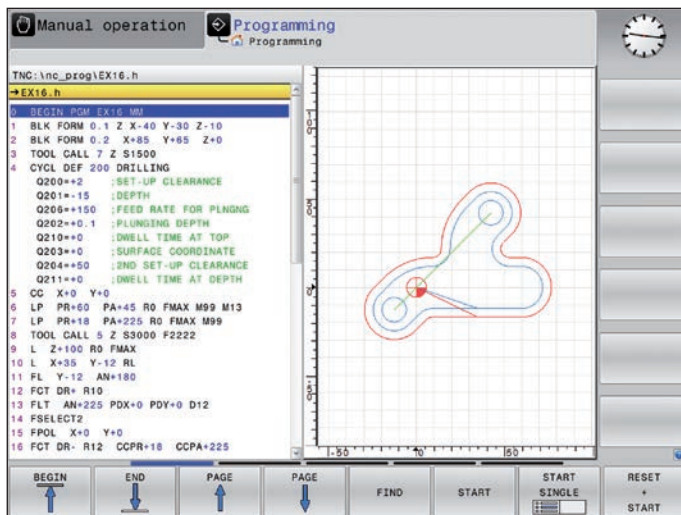 Manual operation
Programming
Programming
TNC:\nc_prog\EX16.h
→EX16.h
0 BEGIN PGM EX16 MM
1 BLK FORM 0.1 Z X-40 Y-30 Z-10
2 BLK FORM 0.2 X+85 Y+65 Z+0
3 TOOL CALL 7 Z S1500
4 CYCL DEF 200 DRILLING
Q200=+2 ;SET-UP CLEARANCE
Q201=-15 ;DEPTH
Q206=+150 ;FEED RATE FOR PLNGNG
Q202=+0.1 ;PLUNGING DEPTH
Q210=+0 ;DWELL TIME AT TOP
Q203=+0 ;SURFACE COORDINATE
Q204=+50 ;2ND SET-UP CLEARANCE
Q211=+0 ;DWELL TIME AT DEPTH
5 CC X+0 Y+0
6 LP PR+60 PA+45 R0 FMAX M99 M13
7 LP PR+18 PA+225 R0 FMAX M99
8 TOOL CALL 5 Z S3000 F2222
9 L Z+100 R0 FMAX
10 L X+35 Y-12 RL
11 FL Y-12 AN+180
12 FCT DR+ R10
13 FLT AN+225 PDX+0 PDY+0 D12
14 FSELECT2
15 FPOL X+0 Y+0
16 FCT DR- R12 CCPR+18 CCPA+225
-50
0
50
BEGIN
END
PAGE
PAGE
FIND
START
START
SINGLE
RESET
+
START